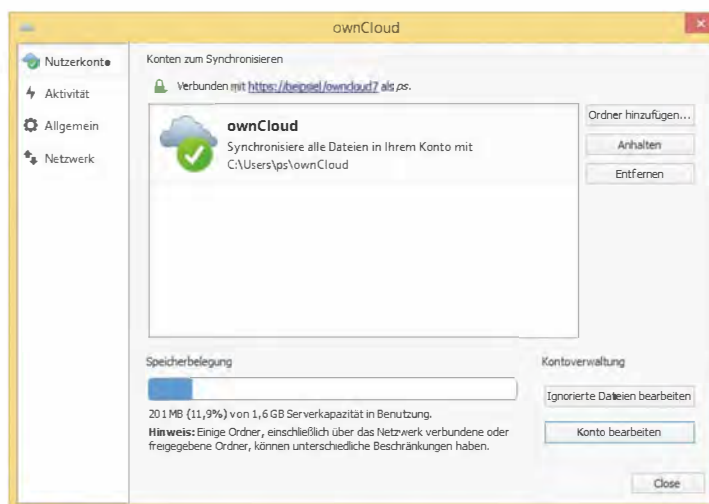 ownCloud
Nutzerkonto
Aktivität
Allgemein
Netzwerk
Konten zum Synchronisieren
Verbunden mit https://beipsiel/owncloud7 als ps.
ownCloud
Synchronisiere alle Dateien in Ihrem Konto mit
C:\Users\ps\ownCloud
Ordner hinzufügen...
Anhalten
Entfernen
Speicherbelegung
201 MB (11,9%) von 1,6 GB Serverkapazität in Benutzung.
Hinweis: Einige Ordner, einschließlich über das Netzwerk verbundene oder
freigegebene Ordner, können unterschiedliche Beschränkungen haben.
Kontoverwaltung
Ignorierte Dateien bearbeiten
Konto bearbeiten
Close